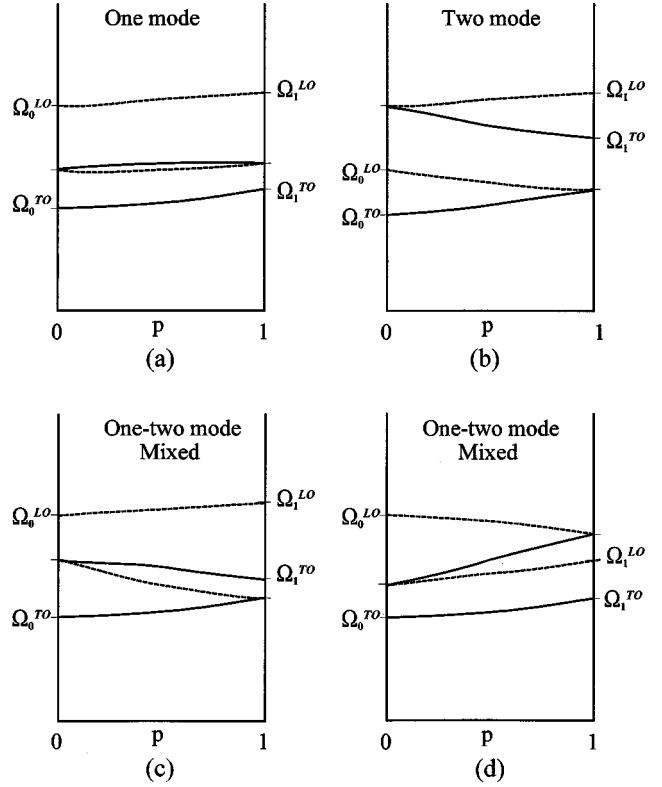 One mode
Ω₀ᴸᴼ
Ω₁ᴸᴼ
Ω₀ᵀᴼ
Ω₁ᵀᴼ
0 p 1
(a)
Two mode
Ω₁ᴸᴼ
Ω₁ᵀᴼ
Ω₀ᴸᴼ
Ω₀ᵀᴼ
0 p 1
(b)
One-two mode
Mixed
Ω₀ᴸᴼ
Ω₁ᴸᴼ
Ω₁ᵀᴼ
Ω₀ᵀᴼ
0 p 1
(c)
One-two mode
Mixed
Ω₀ᴸᴼ
Ω₁ᴸᴼ
Ω₁ᵀᴼ
Ω₀ᵀᴼ
0 p 1
(d)